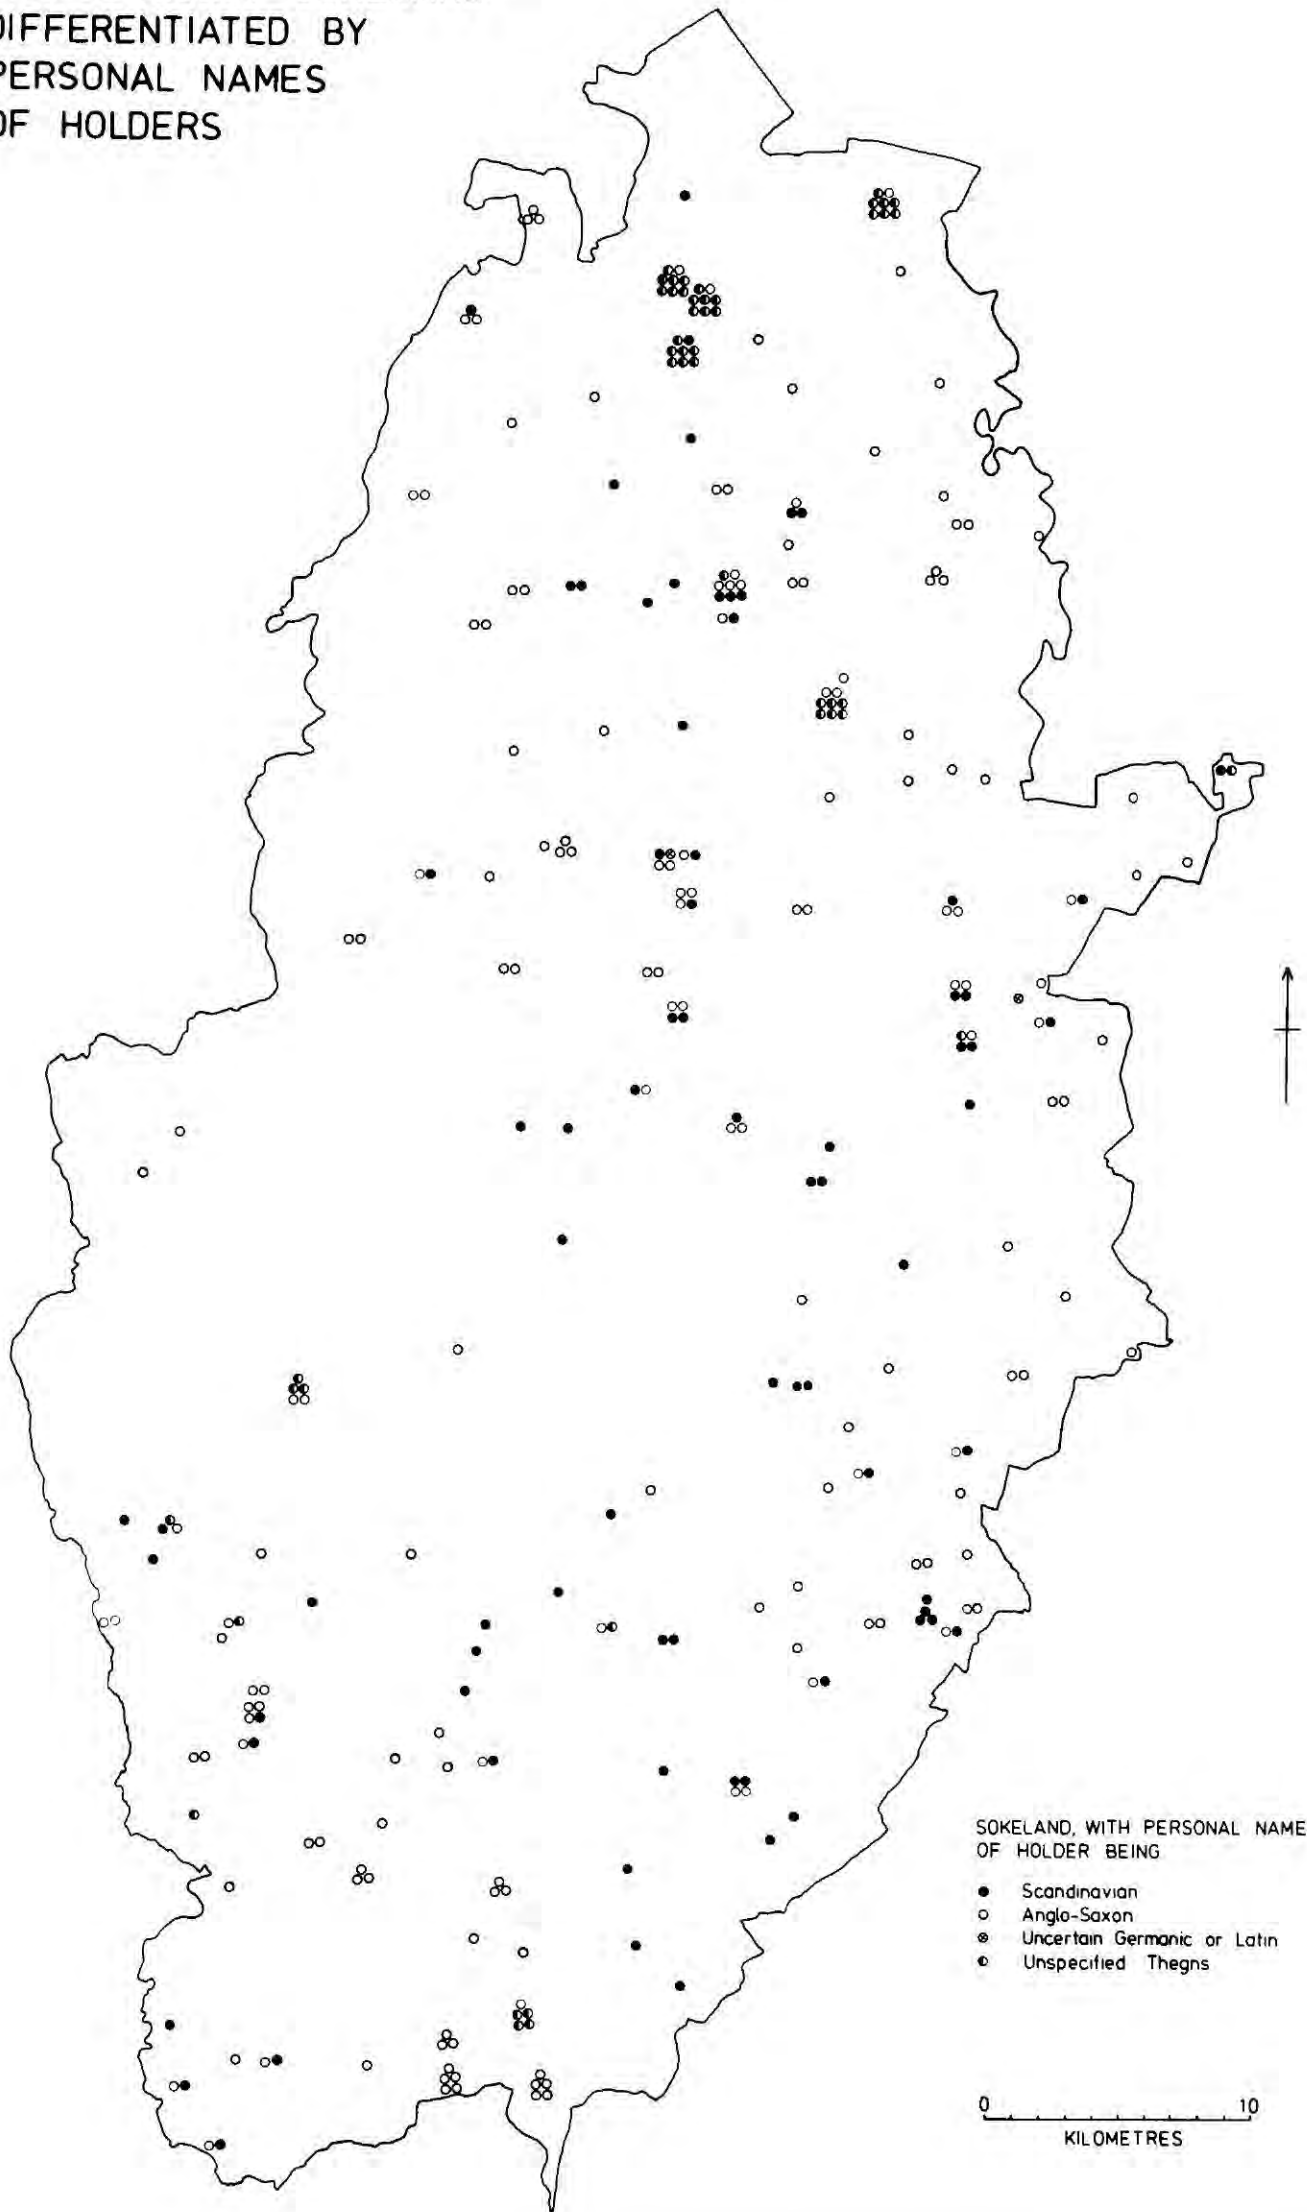 DIFFERENTIATED BY
PERSONAL NAMES
OF HOLDERS
SOKELAND, WITH PERSONAL NAME
OF HOLDER BEING
Scandinavian
Anglo-Saxon
Uncertain Germanic or Latin
Unspecified Thegns
0 10
KILOMETRES